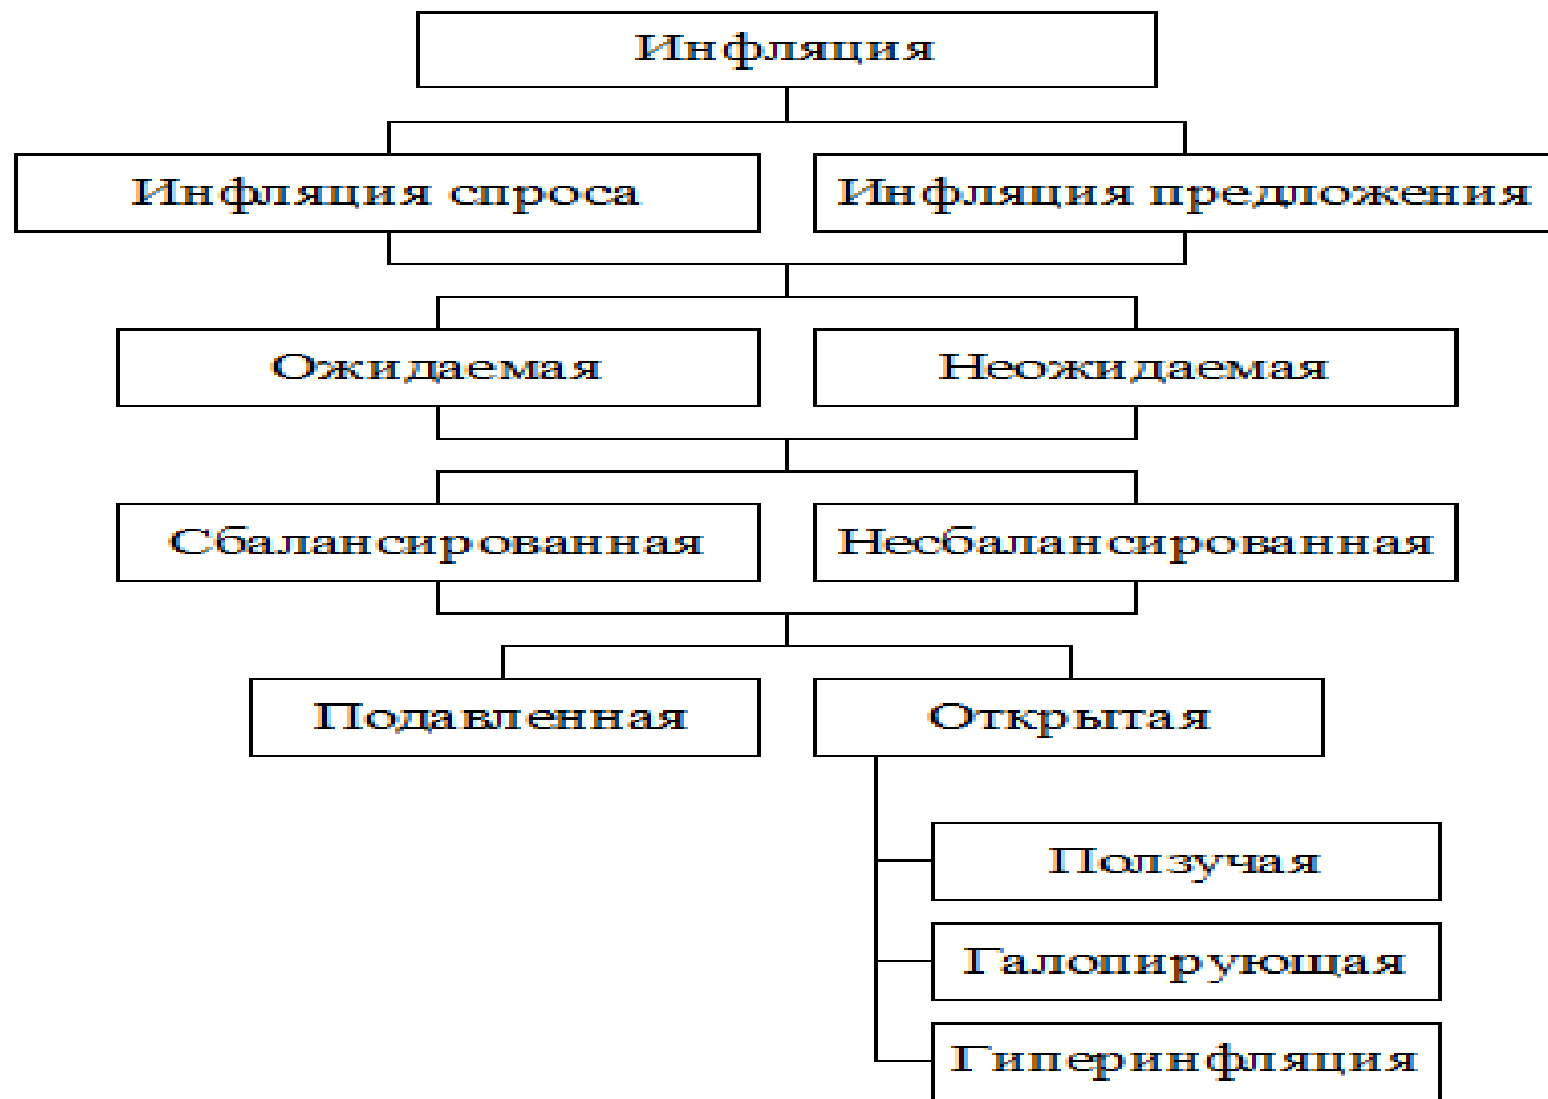 Инфляция
Инфляция спроса
Инфляция предложения
Ожидаемая
Неожидаемая
Сбалансированная
Несбалансированная
Подавленная
Открытая
Ползучая
Галопирующая
Гиперинфляция